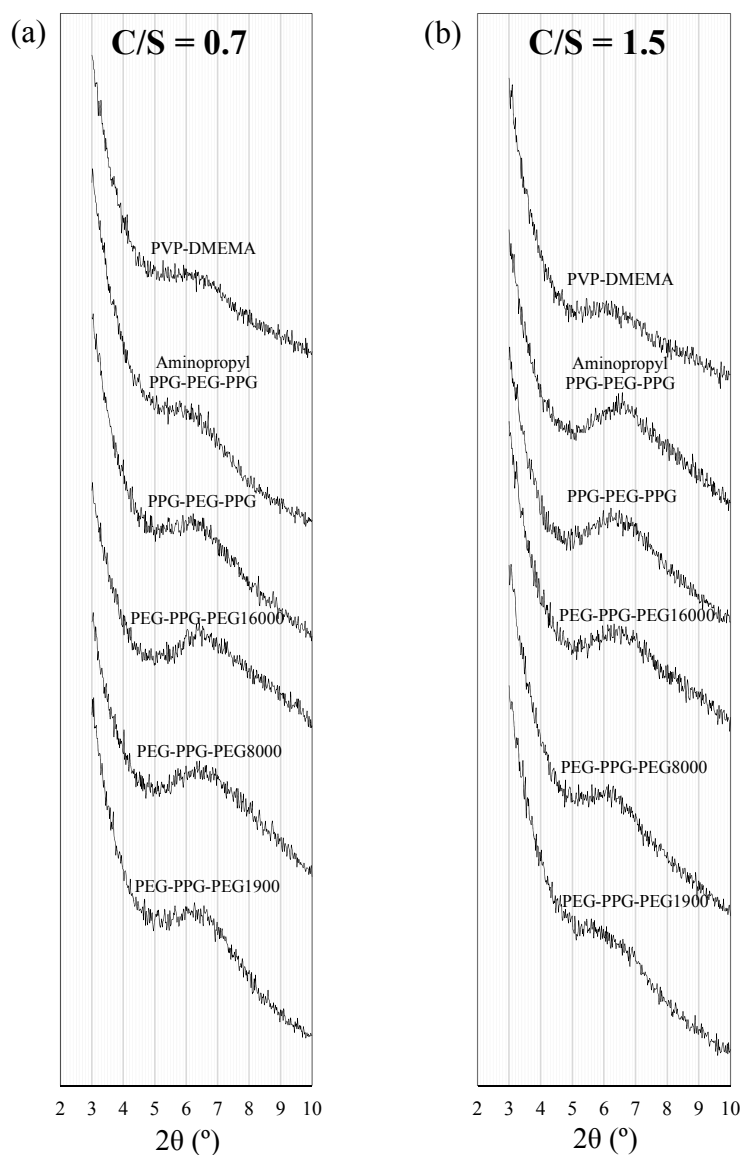 (a)
C/S = 0.7
PVP-DMEMA
Aminopropyl
PPG-PEG-PPG
PPG-PEG-PPG
PEG-PPG-PEG16000
PEG-PPG-PEG8000
PEG-PPG-PEG1900
2 3 4 5 6 7 8 9 10
2θ (º)
(b)
C/S = 1.5
PVP-DMEMA
Aminopropyl
PPG-PEG-PPG
PPG-PEG-PPG
PEG-PPG-PEG16000
PEG-PPG-PEG8000
PEG-PPG-PEG1900
2 3 4 5 6 7 8 9 10
2θ (º)